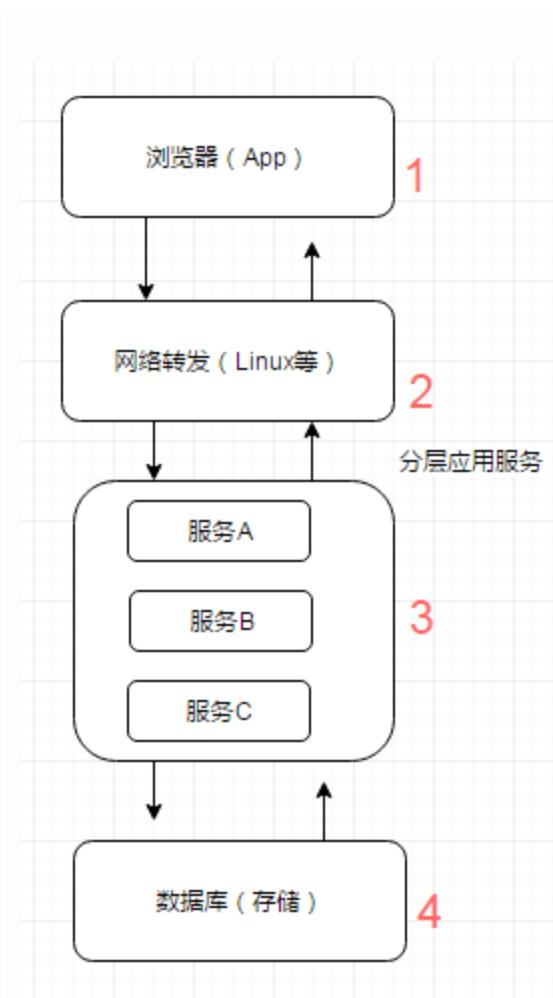 浏览器（App）
1
网络转发（Linux等）
2
分层应用服务
服务A
服务B
3
服务C
数据库（存储）
4